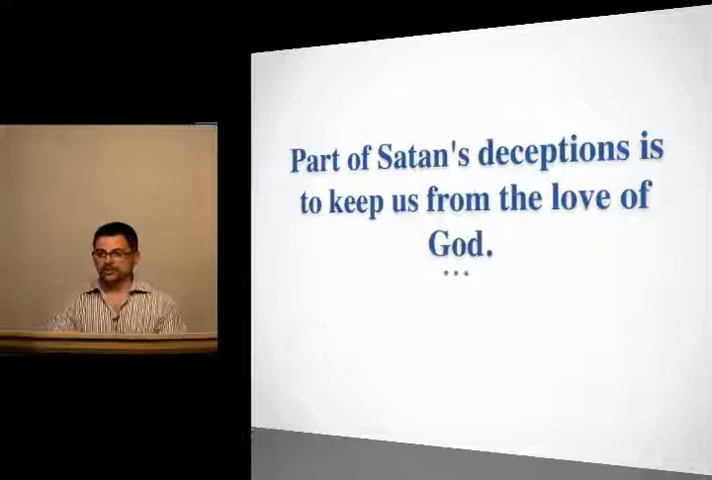 Part of Satan's deceptions is
to keep us from the love of
God.
...